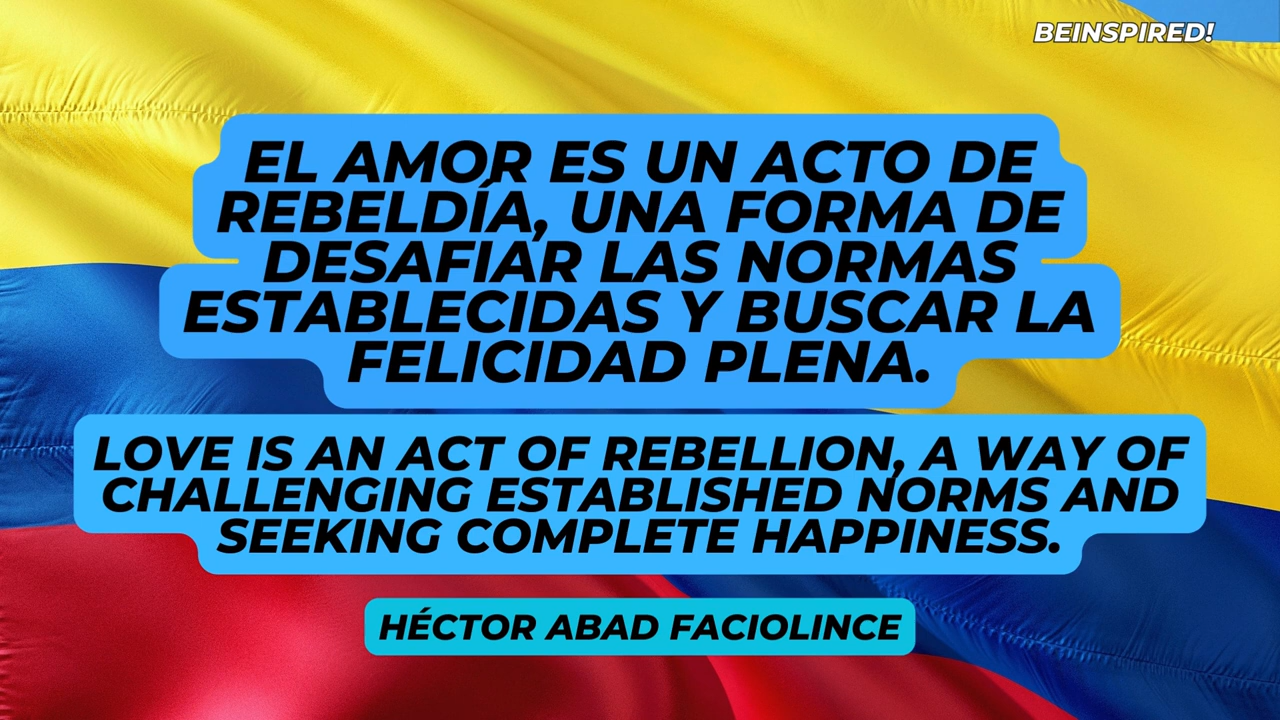 BEINSPIRED!
EL AMOR ES UN ACTO DE
REBELDÍA, UNA FORMA DE
DESAFIAR LAS NORMAS
ESTABLECIDAS Y BUSCAR LA
FELICIDAD PLENA.
LOVE IS AN ACT OF REBELLION, A WAY OF
CHALLENGING ESTABLISHED NORMS AND
SEEKING COMPLETE HAPPINESS.
HÉCTOR ABAD FACIOLINCE